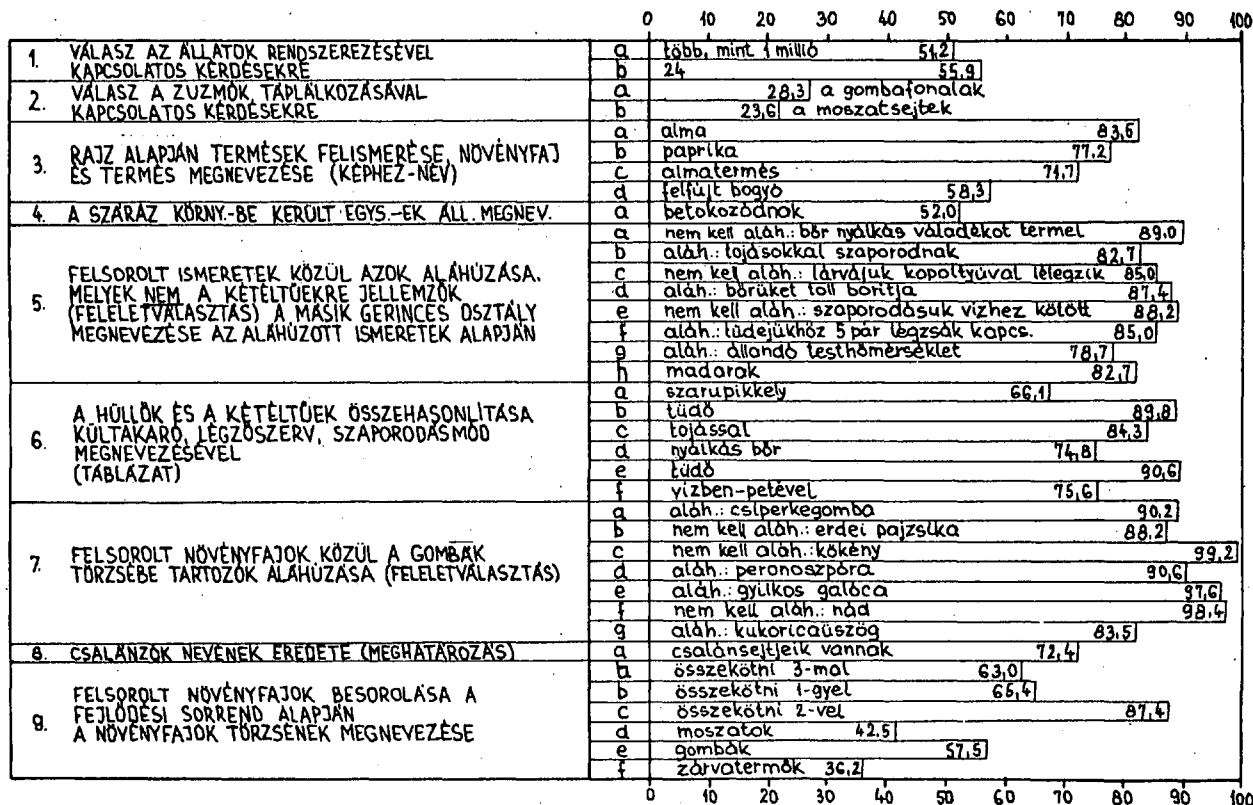 0 10 20 30 40 50 60 70 80 90 100
1. VÁLASZ AZ ÁLLATOK RENDSZEREZÉSÉVEL
KAPCSOLATOS KÉRDÉSEKRE
a több, mint 1 millió 51,2
b 24 55,9
2. VÁLASZ A ZUZMÓK TÁPLÁLKOZÁSÁVAL
KAPCSOLATOS KÉRDÉSEKRE
a 28,3 a gombafonalak
b 23,6 a moszatsejtek
3. RAJZ ALAPJÁN TERMÉSEK FELISMERÉSE, NÖVÉNYFAJ
ÉS TERMÉS MEGNEVEZÉSE (KÉPHEZ-NÉV)
a alma 83,5
b paprika 77,2
c almatermés 71,7
d felfújt bogyó 58,3
4. A SZÁRAZ KÖRNY.-BE KERÜLT EGYS.-EK ÁLL. MEGNEV.
a betokozódnok 52,0
5. FELSOROLT ISMERETEK KÖZÜL AZOK ALÁHÚZÁSA.
MELYEK NEM A KÉTÉLTŰEKRE JELLEMZŐK
(FELELETVÁLASZTÁS) A MÁSIK GERINCES OSZTÁLY
MEGNEVEZÉSE AZ ALÁHÚZOTT ISMERETEK ALAPJÁN
a nem kell aláh.: bőr nyálkás váladékot termel 89,0
b aláh.: tojásokkal szaporodnak 82,7
c nem kell aláh.: lárvájuk kopoltyúval lélegzik 85,0
d aláh.: bőrüket toll borítja 87,4
e nem kell aláh.: szaporodásuk vízhez kötött 88,2
f aláh.: tüdejükhöz 5 pár légzsák kapcs. 85,0
g aláh.: állandó testhőmérséklet 78,7
h madarak 82,7
6. A HÜLLŐK ÉS A KÉTÉLTŰEK ÖSSZEHASONLÍTÁSA
KÜLTAKARÓ, LÉGZŐSZERV, SZAPORODÁSMÓD
MEGNEVEZÉSÉVEL
(TÁBLÁZAT)
a szarupikkely 66,1
b tüdő 89,8
c tojással 84,3
d nyálkás bőr 74,8
e tüdő 90,6
f vízben-petével 75,6
7. FELSOROLT NÖVÉNYFAJOK KÖZÜL A GOMBÁK
TÖRZSÉBE TARTOZÓK ALÁHÚZÁSA (FELELETVÁLASZTÁS)
a aláh.: csiperkegomba 90,2
b nem kell aláh.: erdei pajzsika 88,2
c nem kell aláh.: kökény 99,2
d aláh.: peronoszpóra 90,6
e aláh.: gyilkos galóca 97,6
f nem kell aláh.: nád 98,4
g aláh.: kukoricaüszög 83,5
8. CSALÁNZÓK NEVÉNEK EREDETE (MEGHATÁROZÁS)
a csalánsejtjeik vannak 72,4
9. FELSOROLT NÖVÉNYFAJOK BESOROLÁSA A
FEJLŐDÉSI SORREND ALAPJÁN
A NÖVÉNYFAJOK TÖRZSÉNEK MEGNEVEZÉSE
a összekötni 3-mal 63,0
b összekötni 1-gyel 65,4
c összekötni 2-vel 87,4
d moszatok 42,5
e gombák 57,5
f zárvatermők 36,2
0 10 20 30 40 50 60 70 80 90 100